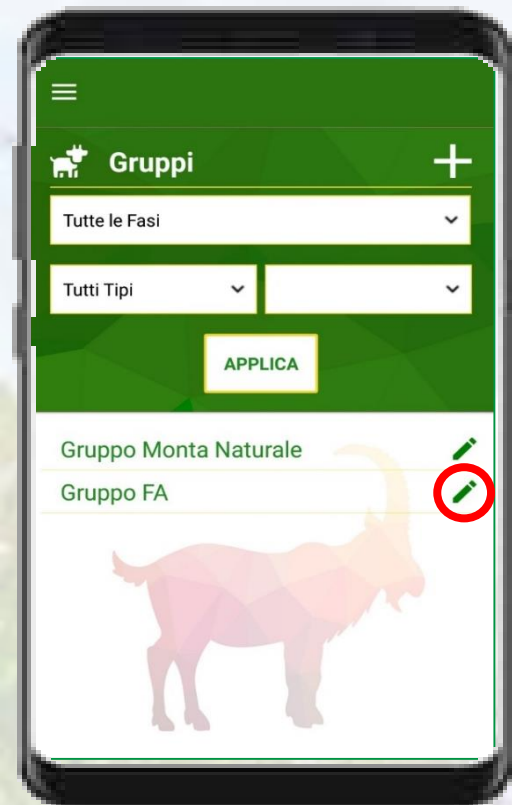 Gruppi
Tutte le Fasi
Tutti Tipi
APPLICA
Gruppo Monta Naturale
Gruppo FA